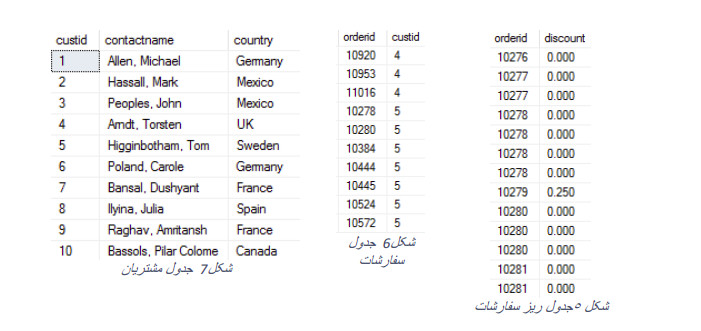 custid contactname country
1 Allen, Michael Germany
2 Hassall, Mark Mexico
3 Peoples, John Mexico
4 Arndt, Torsten UK
5 Higginbotham, Tom Sweden
6 Poland, Carole Germany
7 Bansal, Dushyant France
8 Ilyina, Julia Spain
9 Raghav, Amritansh France
10 Bassols, Pilar Colome Canada
شکل7 جدول مشتریان
orderid custid
10920 4
10953 4
11016 4
10278 5
10280 5
10384 5
10444 5
10445 5
10524 5
10572 5
شکل6 جدول
سفارشات
orderid discount
10276 0.000
10277 0.000
10277 0.000
10278 0.000
10278 0.000
10278 0.000
10278 0.000
10279 0.250
10280 0.000
10280 0.000
10280 0.000
10281 0.000
10281 0.000
شکل ۵جدول ریز سفارشات